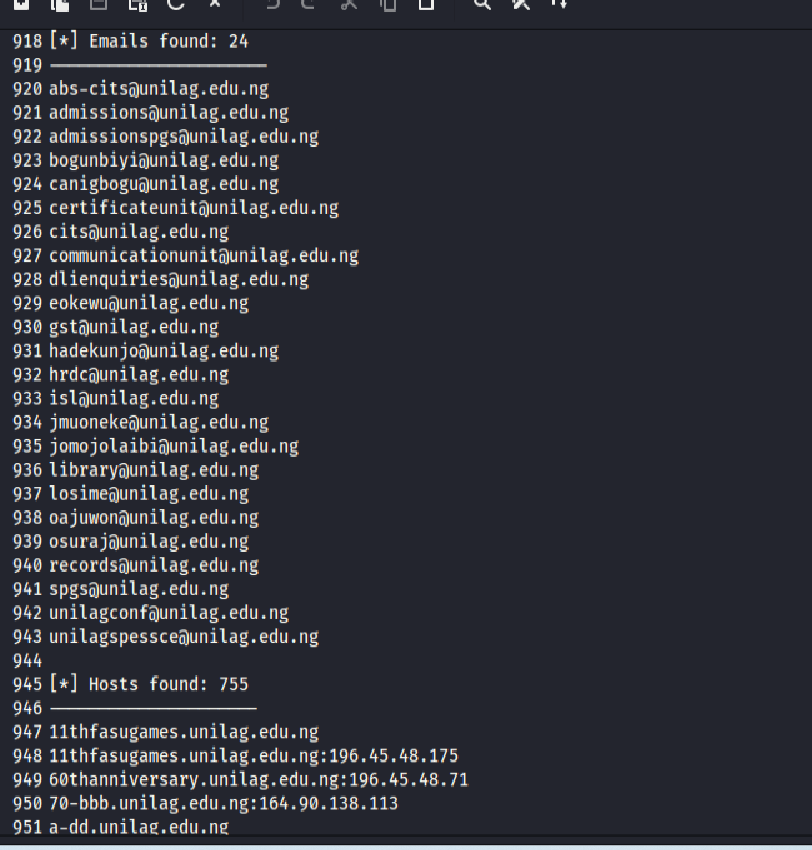 918 [*] Emails found: 24
919 ——————————————————————
920 abs-cits@unilag.edu.ng
921 admissions@unilag.edu.ng
922 admissionspgs@unilag.edu.ng
923 bogunbiyi@unilag.edu.ng
924 canigbogu@unilag.edu.ng
925 certificateunit@unilag.edu.ng
926 cits@unilag.edu.ng
927 communicationunit@unilag.edu.ng
928 dlienquiries@unilag.edu.ng
929 eokewu@unilag.edu.ng
930 gst@unilag.edu.ng
931 hadekunjo@unilag.edu.ng
932 hrdc@unilag.edu.ng
933 isl@unilag.edu.ng
934 jmuoneke@unilag.edu.ng
935 jomojolaibi@unilag.edu.ng
936 library@unilag.edu.ng
937 losime@unilag.edu.ng
938 oajuwon@unilag.edu.ng
939 osuraj@unilag.edu.ng
940 records@unilag.edu.ng
941 spgs@unilag.edu.ng
942 unilagconf@unilag.edu.ng
943 unilagspessce@unilag.edu.ng
944
945 [*] Hosts found: 755
946 —————————————————————
947 11thfasugames.unilag.edu.ng
948 11thfasugames.unilag.edu.ng:196.45.48.175
949 60thanniversary.unilag.edu.ng:196.45.48.71
950 70-bbb.unilag.edu.ng:164.90.138.113
951 a-dd.unilag.edu.ng